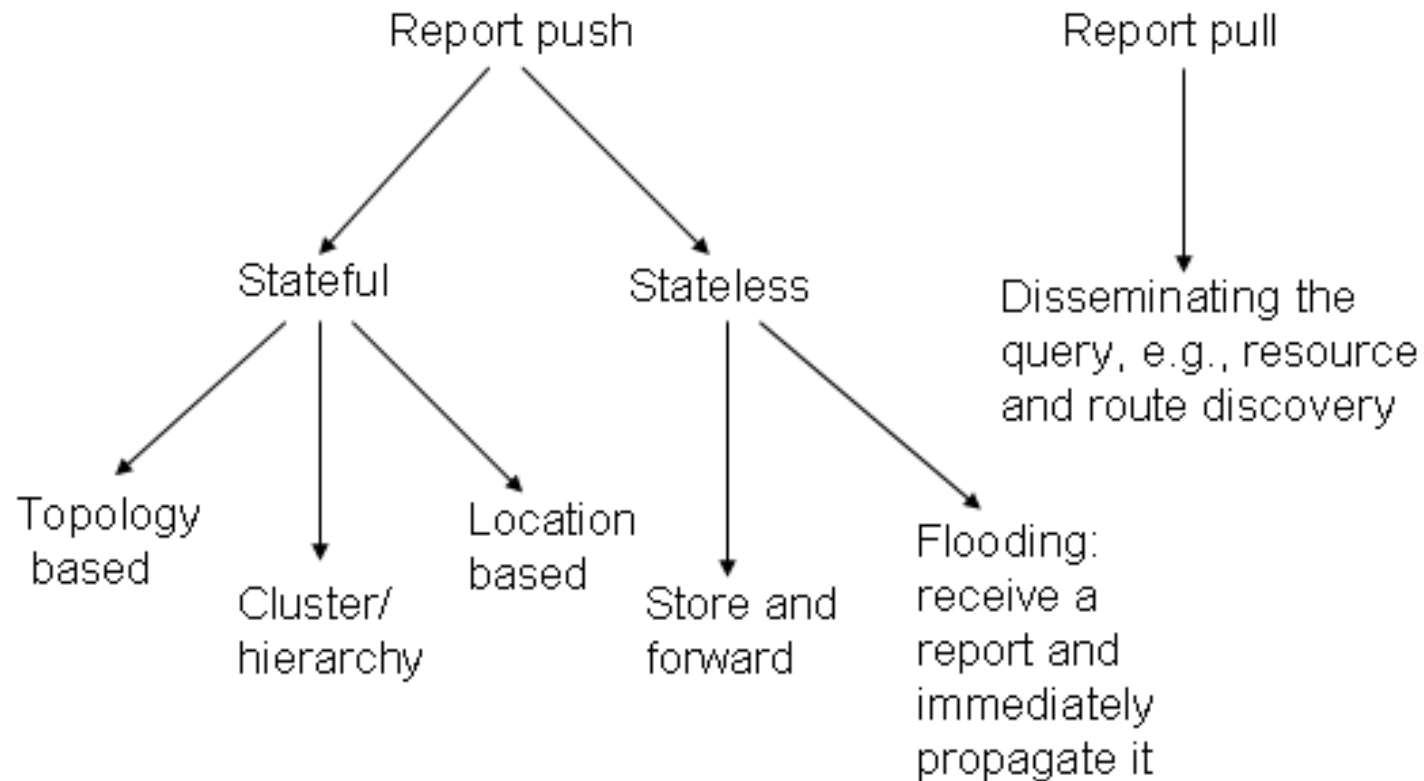 Report push
Report pull
Stateful
Stateless
Disseminating the
query, e.g., resource
and route discovery
Topology
based
Cluster/
hierarchy
Location
based
Store and
forward
Flooding:
receive a
report and
immediately
propagate it